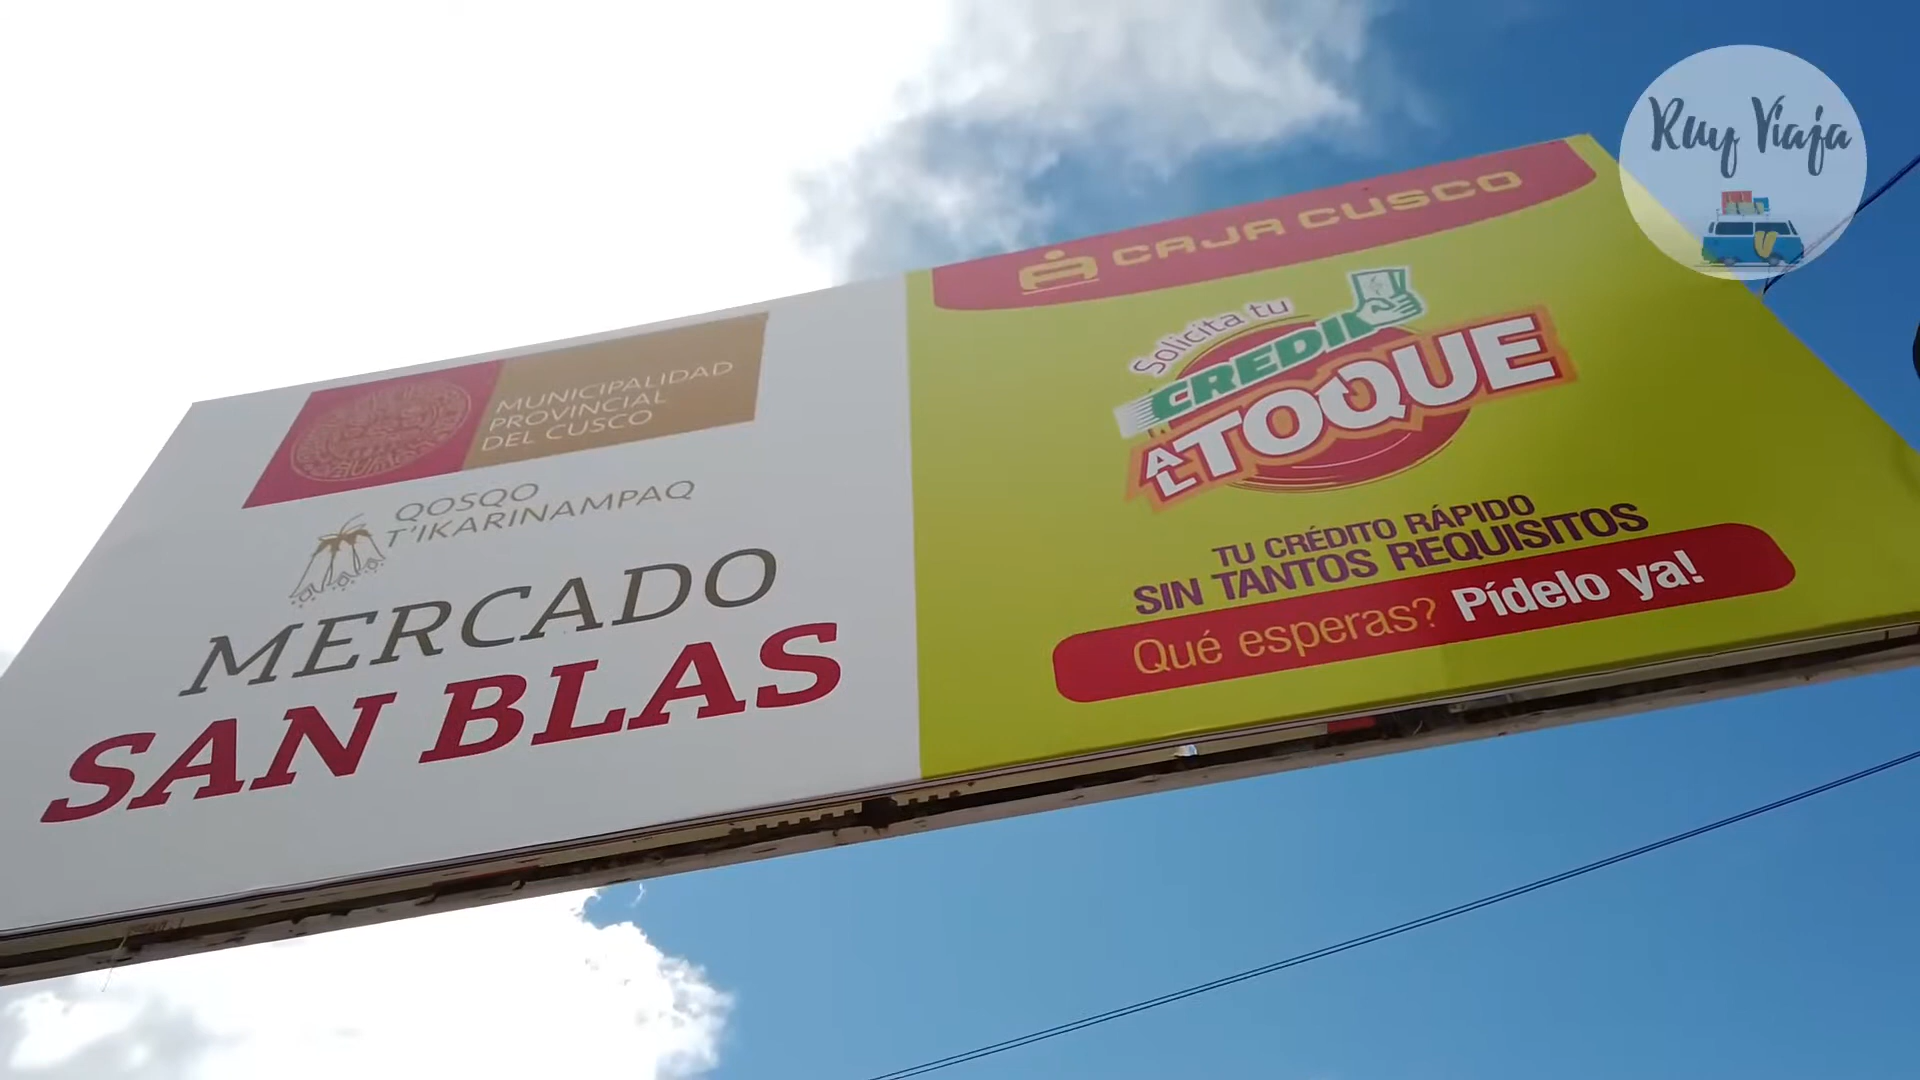 MUNICIPALIDAD
PROVINCIAL
DEL CUSCO
QOSQO
T'IKARINAMPAQ
MERCADO
SAN BLAS
CAJA CUSCO
Solicita tu
CREDI
AL TOQUE
TU CRÉDITO RÁPIDO
SIN TANTOS REQUISITOS
Qué esperas? Pídelo ya!
Ruy Viaja